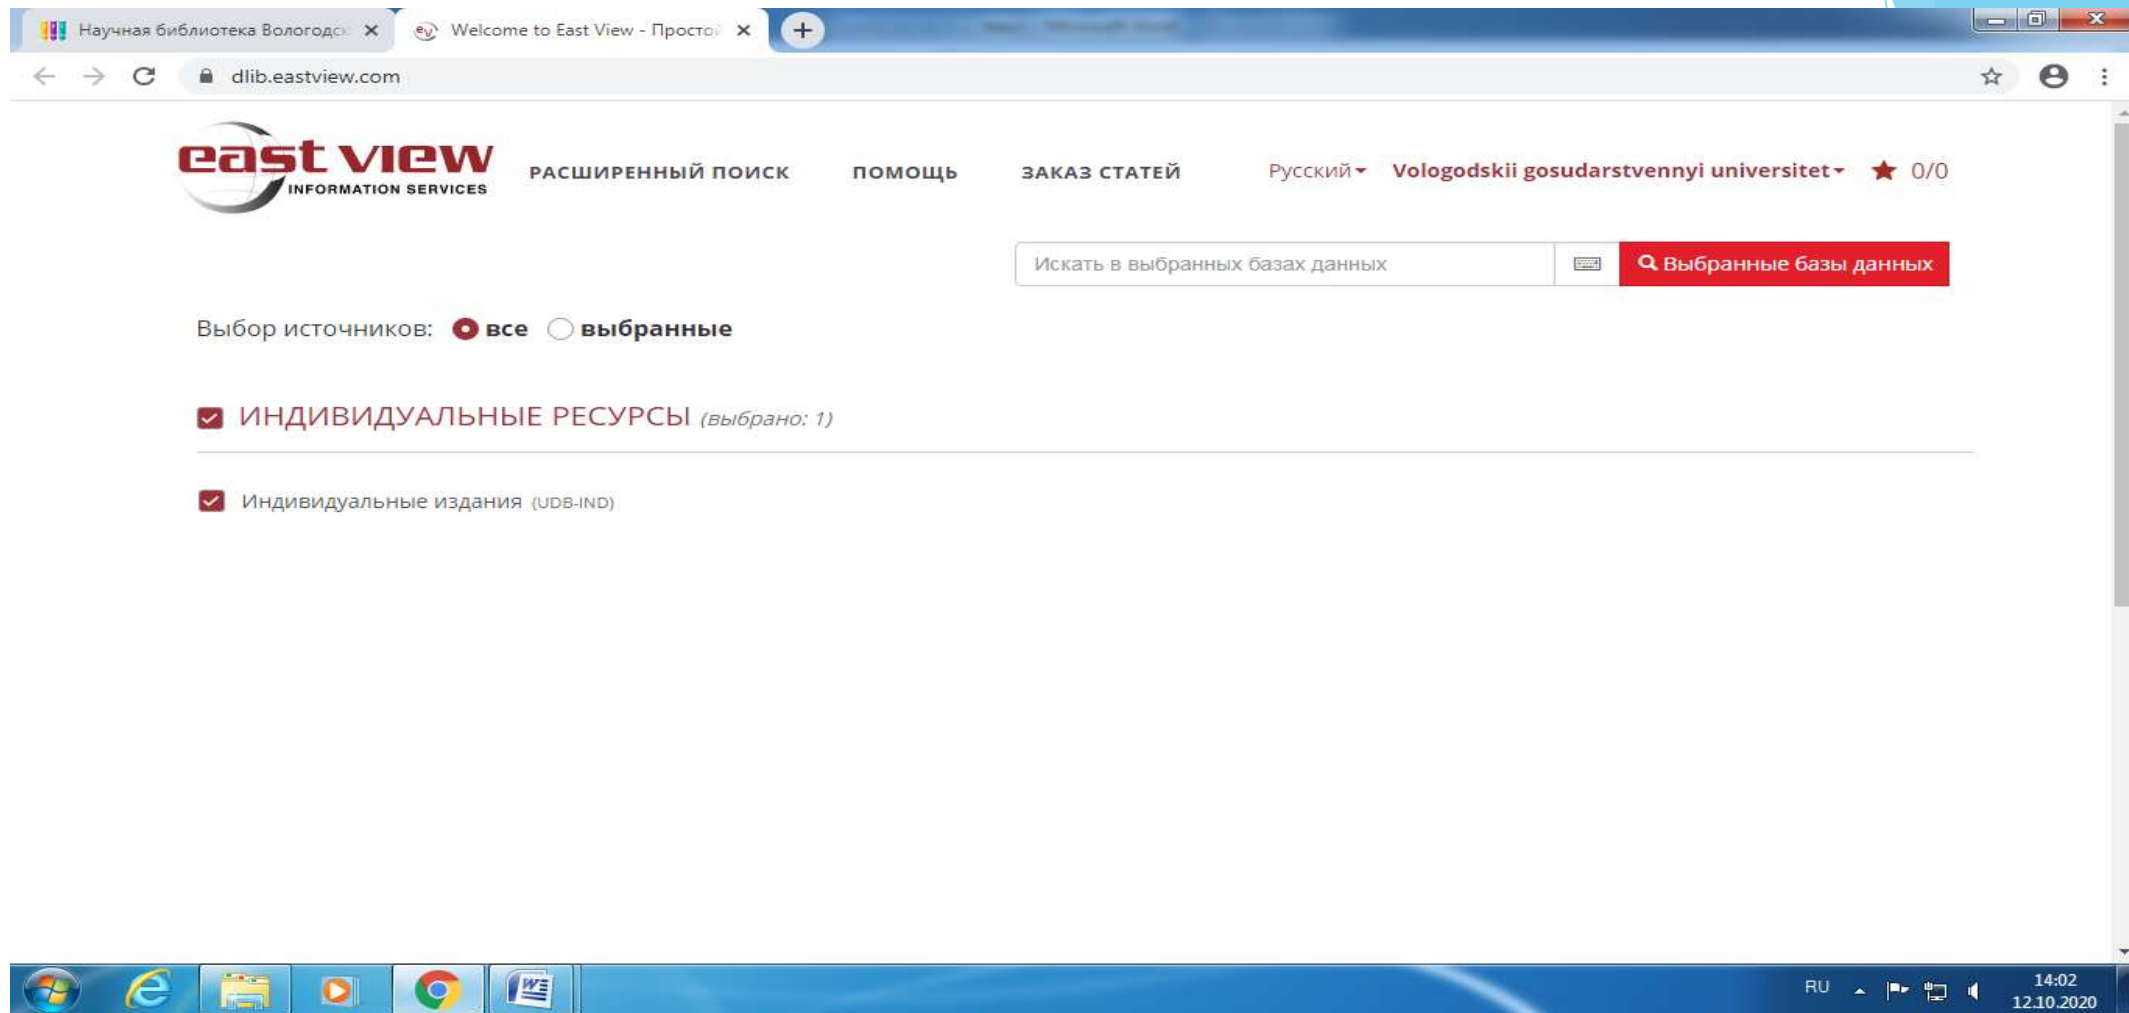 Научная библиотека Вологодс
Welcome to East View - Просто
dlib.eastview.com
east view
INFORMATION SERVICES
РАСШИРЕННЫЙ ПОИСК
ПОМОЩЬ
ЗАКАЗ СТАТЕЙ
Русский
Vologodskii gosudarstvennyi universitet
0/0
Искать в выбранных базах данных
Выбранные базы данных
Выбор источников: все выбранные
ИНДИВИДУАЛЬНЫЕ РЕСУРСЫ (выбрано: 1)
Индивидуальные издания (UDB-IND)
RU
14:02
12.10.2020